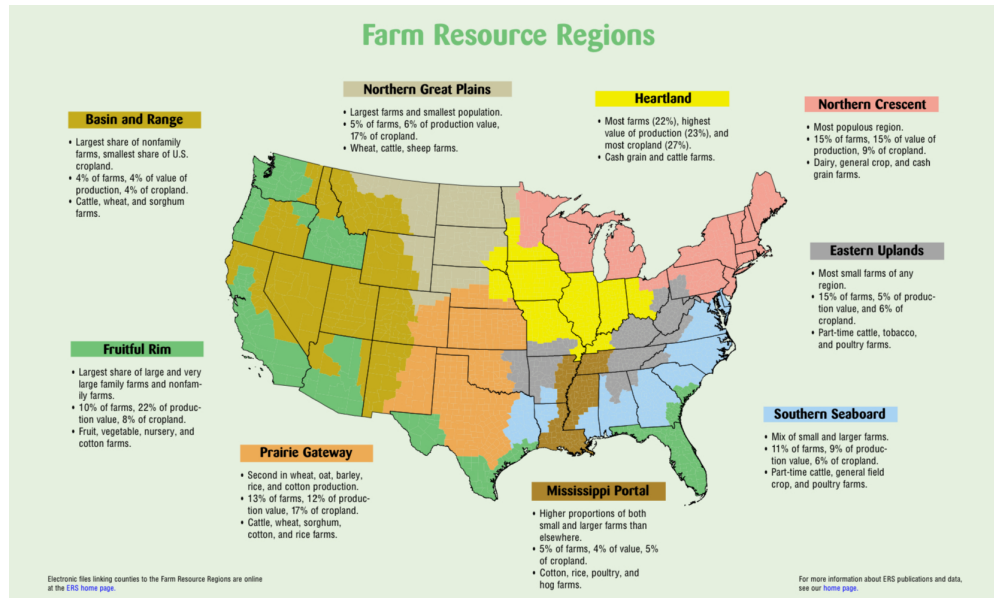 Farm Resource Regions
Northern Great Plains
• Largest farms and smallest population.
• 5% of farms, 6% of production value,
17% of cropland.
• Wheat, cattle, sheep farms.
Heartland
• Most farms (22%), highest
value of production (23%), and
most cropland (27%).
• Cash grain and cattle farms.
Northern Crescent
• Most populous region.
• 15% of farms, 15% of value of
production, 9% of cropland.
• Dairy, general crop, and cash
grain farms.
Basin and Range
• Largest share of nonfamily
farms, smallest share of U.S.
cropland.
• 4% of farms, 4% of value of
production, 4% of cropland.
• Cattle, wheat, and sorghum
farms.
Eastern Uplands
• Most small farms of any
region.
• 15% of farms, 5% of produc-
tion value, and 6% of
cropland.
• Part-time cattle, tobacco,
and poultry farms.
Fruitful Rim
• Largest share of large and very
large family farms and nonfam-
ily farms.
• 10% of farms, 22% of produc-
tion value, 8% of cropland.
• Fruit, vegetable, nursery, and
cotton farms.
Southern Seaboard
• Mix of small and larger farms.
• 11% of farms, 9% of produc-
tion value, 6% of cropland.
• Part-time cattle, general field
crop, and poultry farms.
Prairie Gateway
• Second in wheat, oat, barley,
rice, and cotton production.
• 13% of farms, 12% of produc-
tion value, 17% of cropland.
• Cattle, wheat, sorghum,
cotton, and rice farms.
Mississippi Portal
• Higher proportions of both
small and larger farms than
elsewhere.
• 5% of farms, 4% of value, 5%
of cropland.
• Cotton, rice, poultry, and
hog farms.
Electronic files linking counties to the Farm Resource Regions are online
at the ERS home page.
For more information about ERS publications and data,
see our home page.